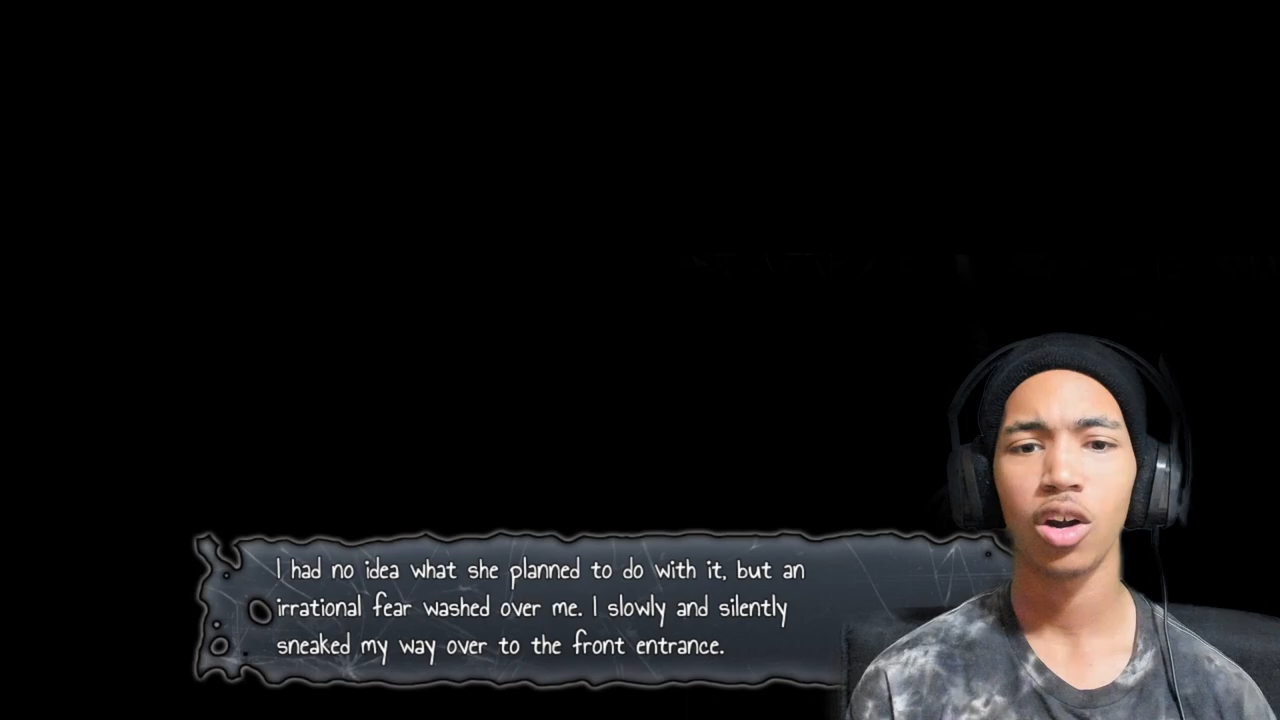 I had no idea what she planned to do with it, but an
irrational fear washed over me. I slowly and silently
sneaked my way over to the front entrance.